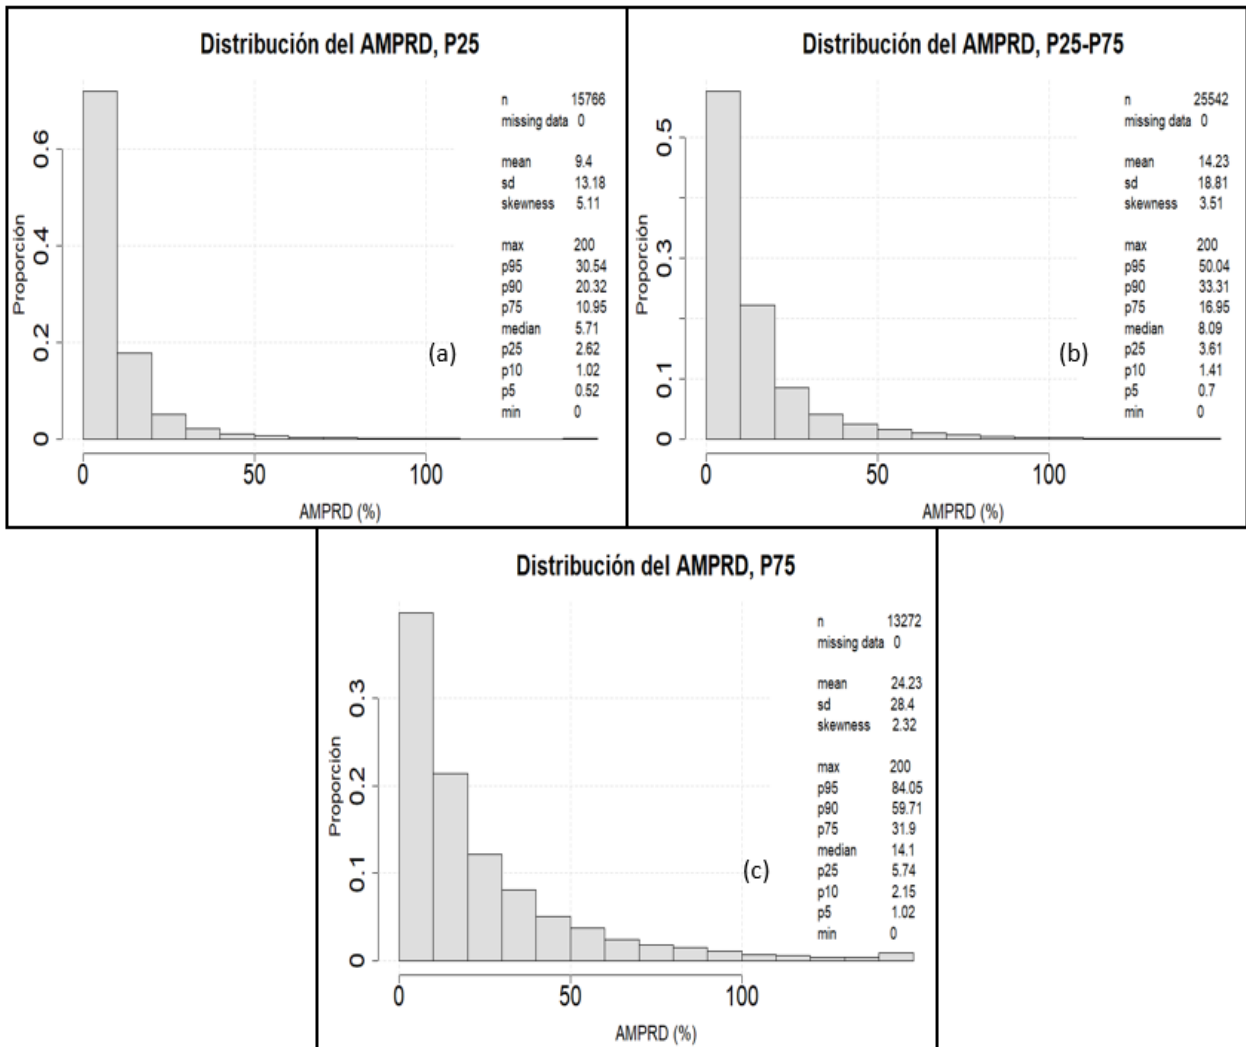 Distribución del AMPRD, P25
n 15766
missing data 0
mean 9.4
sd 13.18
skewness 5.11
max 200
p95 30.54
p90 20.32
p75 10.95
median 5.71
p25 2.62
p10 1.02
p5 0.52
min 0
(a)
Proporción
0.6
0.4
0.2
0
0 50 100
AMPRD (%)
Distribución del AMPRD, P25-P75
n 25542
missing data 0
mean 14.23
sd 18.81
skewness 3.51
max 200
p95 50.04
p90 33.31
p75 16.95
median 8.09
p25 3.61
p10 1.41
p5 0.7
min 0
(b)
Proporción
0.5
0.3
0.1
0
0 50 100
AMPRD (%)
Distribución del AMPRD, P75
n 13272
missing data 0
mean 24.23
sd 28.4
skewness 2.32
max 200
p95 84.05
p90 59.71
p75 31.9
median 14.1
p25 5.74
p10 2.15
p5 1.02
min 0
(c)
Proporción
0.3
0.2
0.1
0
0 50 100
AMPRD (%)